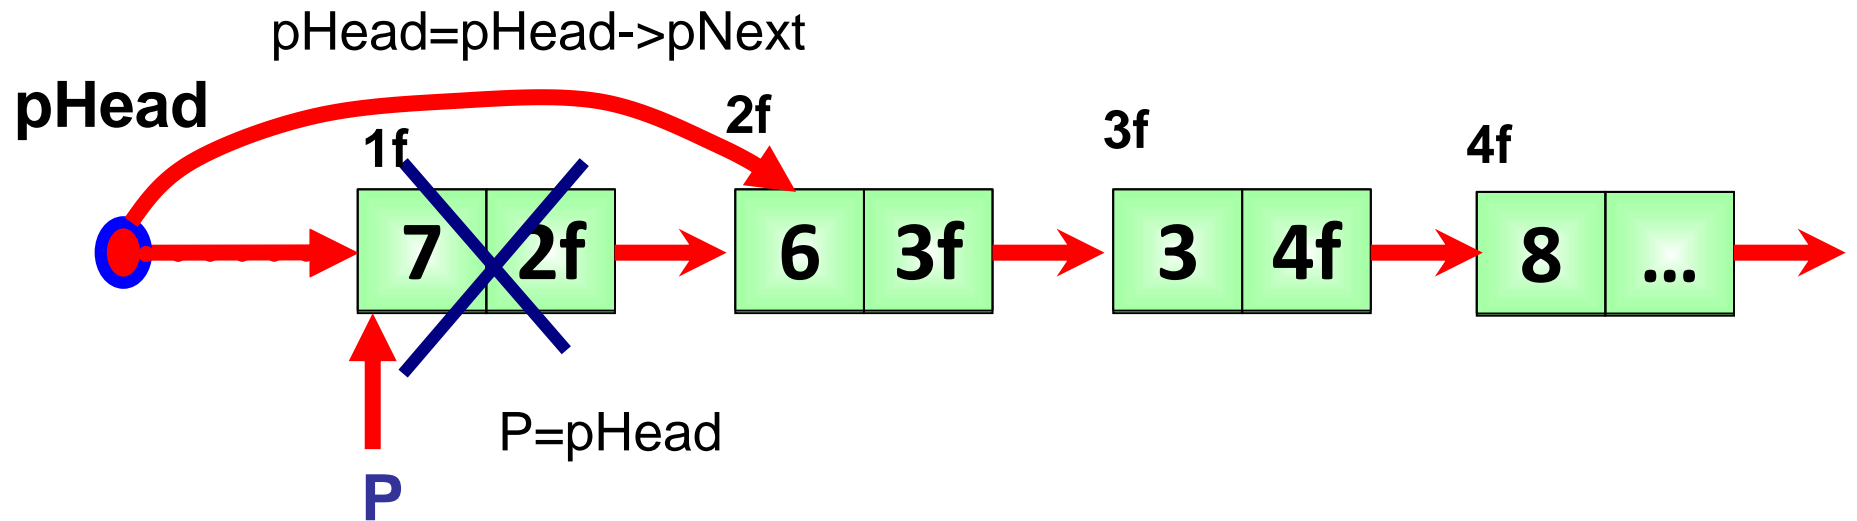 pHead=pHead->pNext
pHead
1f 2f 3f 4f
7 2f 6 3f 3 4f 8 ...
P=pHead
P